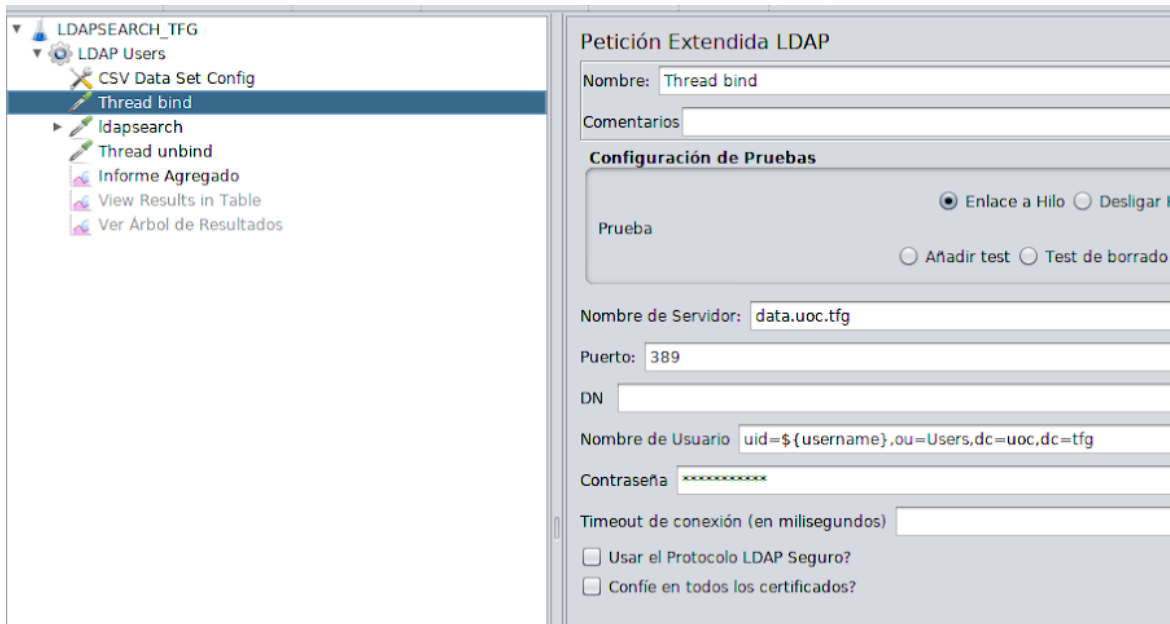 LDAPSEARCH_TFG
LDAP Users
CSV Data Set Config
Thread bind
ldapsearch
Thread unbind
Informe Agregado
View Results in Table
Ver Árbol de Resultados
Petición Extendida LDAP
Nombre: Thread bind
Comentarios
Configuración de Pruebas
Enlace a Hilo Desligar
Prueba
Añadir test Test de borrado
Nombre de Servidor: data.uoc.tfg
Puerto: 389
DN
Nombre de Usuario uid=${username},ou=Users,dc=uoc,dc=tfg
Contraseña ***********
Timeout de conexión (en milisegundos)
Usar el Protocolo LDAP Seguro?
Confíe en todos los certificados?